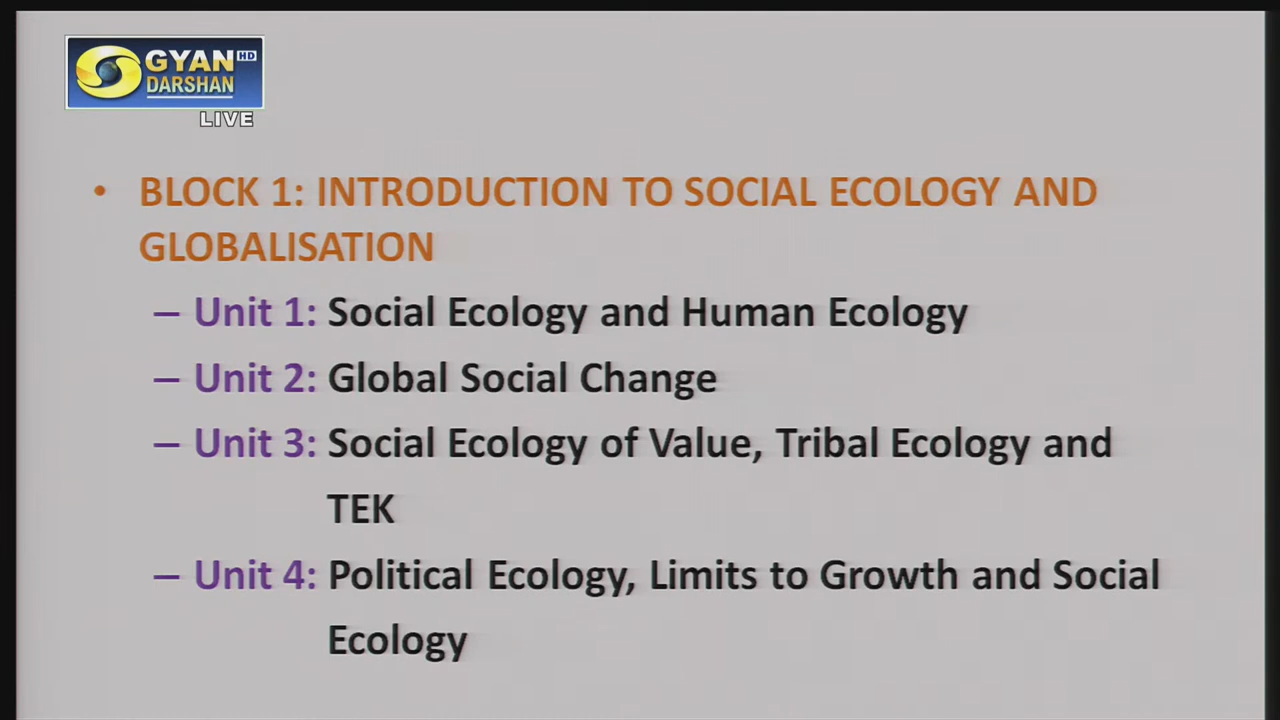 GYAN HD
DARSHAN
LIVE
• BLOCK 1: INTRODUCTION TO SOCIAL ECOLOGY AND
GLOBALISATION
– Unit 1: Social Ecology and Human Ecology
– Unit 2: Global Social Change
– Unit 3: Social Ecology of Value, Tribal Ecology and
TEK
– Unit 4: Political Ecology, Limits to Growth and Social
Ecology